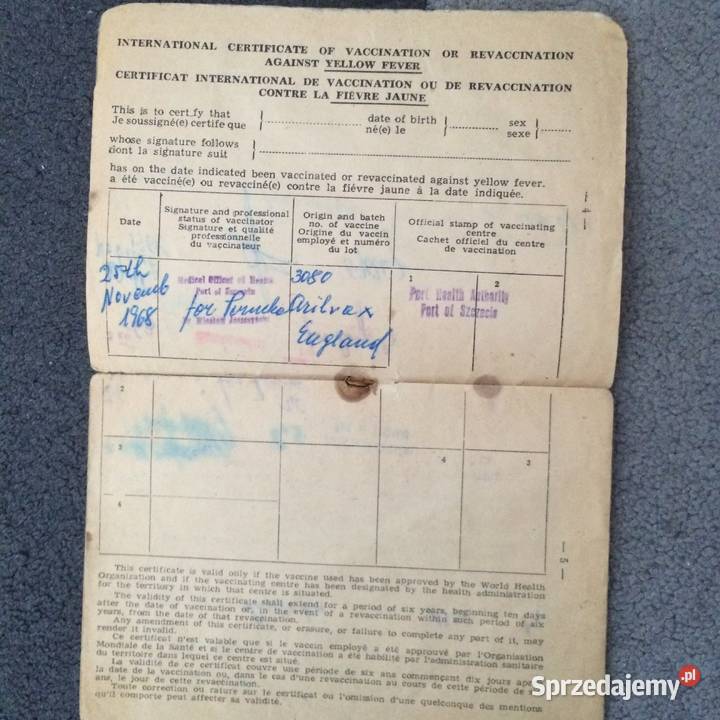 INTERNATIONAL CERTIFICATE OF VACCINATION OR REVACCINATION
AGAINST YELLOW FEVER
CERTIFICAT INTERNATIONAL DE VACCINATION OU DE REVACCINATION
CONTRE LA FIÉVRE JAUNE
This is to certify that date of birth sex
Je soussigné(e) certife que né(e) le sexe
whose signature follows
dont la signature suit
has on the date indicated been vaccinated or revaccinated against yellow fever.
a été vacciné(e) ou revacciné(e) contre la fiévre jaune á la date indiquée.
— 4 —
Date
Signature and professional
status of vaccinator
Signature et qualité
professionnelle
du vaccinateur
Origin and batch
no. of vaccine
Origine du vaccin
employé et numéro
du lot
Official stamp of vaccinating
centre
Cachet officiel du centre
de vaccination
25th
Novemb
1968
Medical Officer of Health
Port of Szczecin
for
3080
Arilvax
England
1 2
Port Health Authority
Port of Szczecin
2
3 4 3
4
— 5 —
This certificate is valid only if the vaccine used has been approved by the World Health
Organization and if the vaccinating centre has been designated by the health administration
for the territory in which that centre is situated.
The validity of this certificate shall extend for a period of six years, beginning ten days
after the date of vaccination or, in the event of a revaccination within such period of six
years, from the date of that revaccination.
Any amendment of this certificate, or erasure, or failure to complete any part of it, may
render it invalid.
Ce certificat n'est valable que si le vaccin employé a été approuvé par l'Organisation
Mondiale de la Santé et si le centre de vaccination a été habilité par l'administration sanitaire
du territoire dans lequel ce centre est situé.
La validité de ce certificat couvre une période de six ans commençant dix jours après
la date de la vaccination ou, dans le cas d'une revaccination au cours de cette période de six
ans, le jour de cette revaccination.
Toute correction ou rature sur le certificat ou l'omission d'une quelconque des mentions
qu'il comporte peut affecter sa validité.
Sprzedajemy.pl